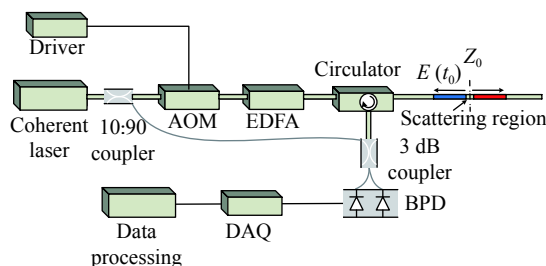 Driver
Circulator
E (t₀)
Z₀
Coherent
laser
10:90
coupler
AOM
EDFA
Scattering region
3 dB
coupler
BPD
Data
processing
DAQ